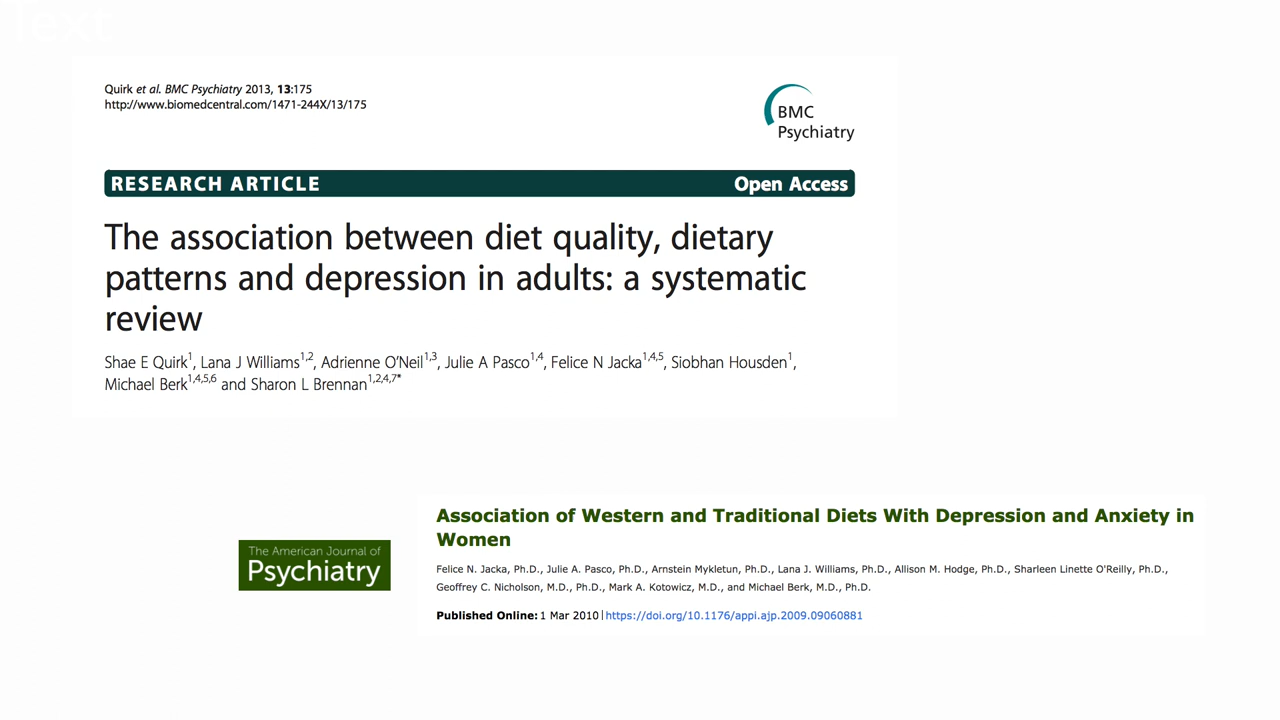 Text
Quirk et al. BMC Psychiatry 2013, 13:175
http://www.biomedcentral.com/1471-244X/13/175
BMC
Psychiatry
RESEARCH ARTICLE Open Access
The association between diet quality, dietary
patterns and depression in adults: a systematic
review
Shae E Quirk1, Lana J Williams1,2, Adrienne O'Neil1,3, Julie A Pasco1,4, Felice N Jacka1,4,5, Siobhan Housden1,
Michael Berk1,4,5,6 and Sharon L Brennan1,2,4,7*
The American Journal of
Psychiatry
Association of Western and Traditional Diets With Depression and Anxiety in
Women
Felice N. Jacka, Ph.D., Julie A. Pasco, Ph.D., Arnstein Mykletun, Ph.D., Lana J. Williams, Ph.D., Allison M. Hodge, Ph.D., Sharleen Linette O'Reilly, Ph.D.,
Geoffrey C. Nicholson, M.D., Ph.D., Mark A. Kotowicz, M.D., and Michael Berk, M.D., Ph.D.
Published Online: 1 Mar 2010 | https://doi.org/10.1176/appi.ajp.2009.09060881